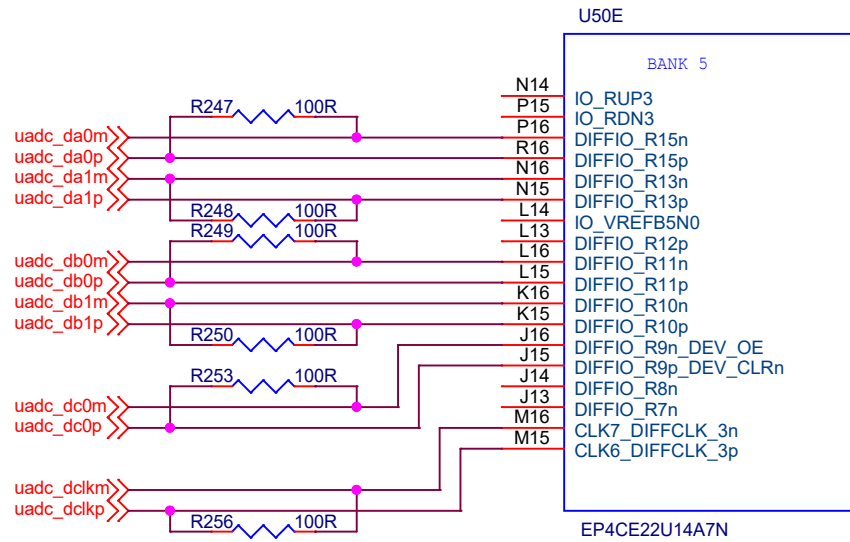 U50E
BANK 5
N14
IO_RUP3
R247 100R
P15
IO_RDN3
uadc_da0m
P16
DIFFIO_R15n
uadc_da0p
R16
DIFFIO_R15p
uadc_da1m
N16
DIFFIO_R13n
uadc_da1p
N15
DIFFIO_R13p
R248 100R
L14
IO_VREFB5N0
R249 100R
L13
DIFFIO_R12p
uadc_db0m
L16
DIFFIO_R11n
uadc_db0p
L15
DIFFIO_R11p
uadc_db1m
K16
DIFFIO_R10n
uadc_db1p
K15
DIFFIO_R10p
R250 100R
J16
DIFFIO_R9n_DEV_OE
J15
DIFFIO_R9p_DEV_CLRn
R253 100R
J14
DIFFIO_R8n
uadc_dc0m
J13
DIFFIO_R7n
uadc_dc0p
M16
CLK7_DIFFCLK_3n
M15
CLK6_DIFFCLK_3p
uadc_dclkm
uadc_dclkp
R256 100R
EP4CE22U14A7N